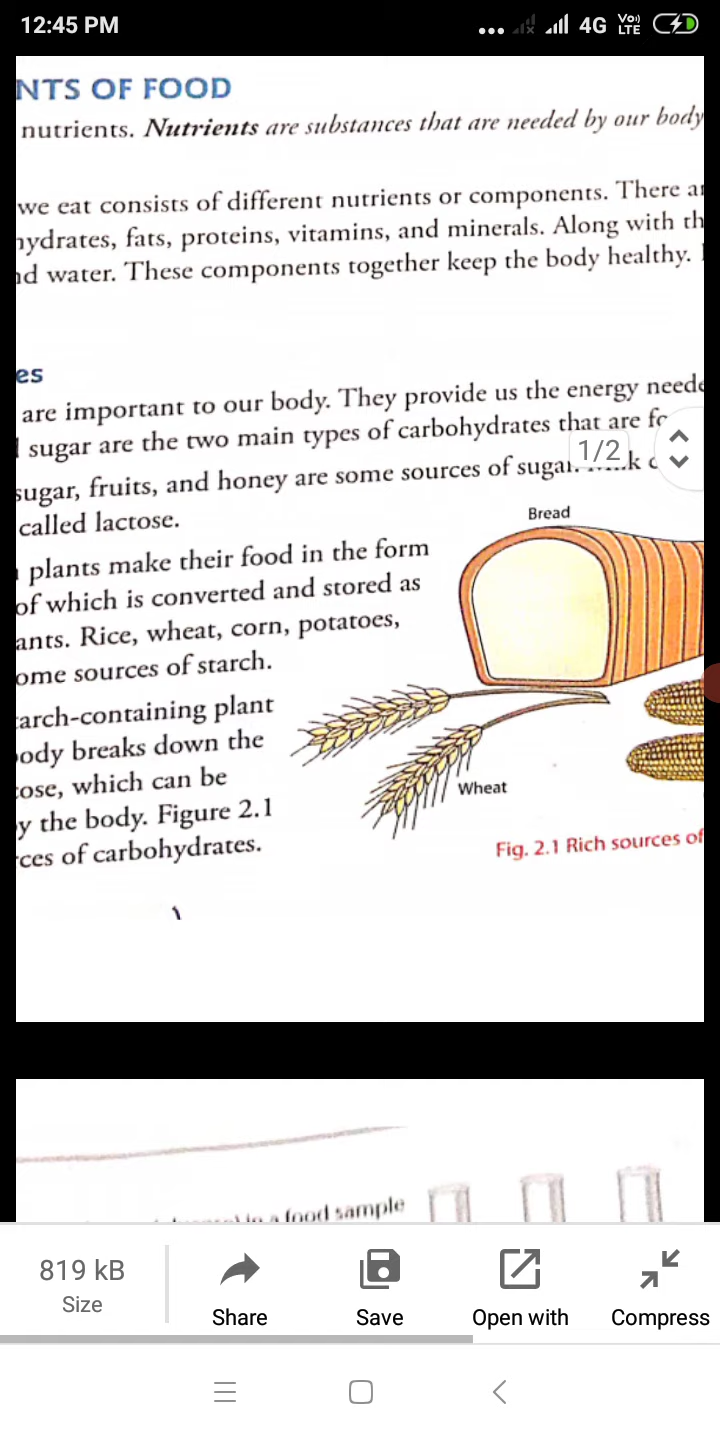 12:45 PM
4G Vo)) LTE
NTS OF FOOD
nutrients. Nutrients are substances that are needed by our body
we eat consists of different nutrients or components. There
ydrates, fats, proteins, vitamins, and minerals. Along with th
d water. These components together keep the body healthy.
es
are important to our body. They provide us the energy neede
sugar are the two main types of carbohydrates that are fo
1/2
sugar, fruits, and honey are some sources of sugar.
called lactose.
Bread
plants make their food in the form
of which is converted and stored as
ants. Rice, wheat, corn, potatoes,
ome sources of starch.
arch-containing plant
ody breaks down the
ose, which can be
Wheat
y the body. Figure 2.1
ces of carbohydrates.
Fig. 2.1 Rich sources of
in a food sample
819 kB
Size
Share
Save
Open with
Compress